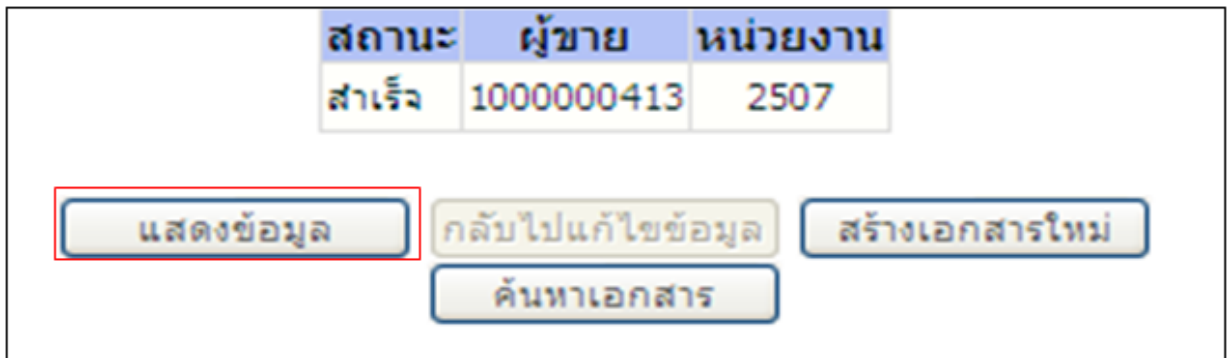 สถานะ ผู้ขาย หน่วยงาน
สำเร็จ 1000000413 2507
แสดงข้อมูล กลับไปแก้ไขข้อมูล สร้างเอกสารใหม่
ค้นหาเอกสาร